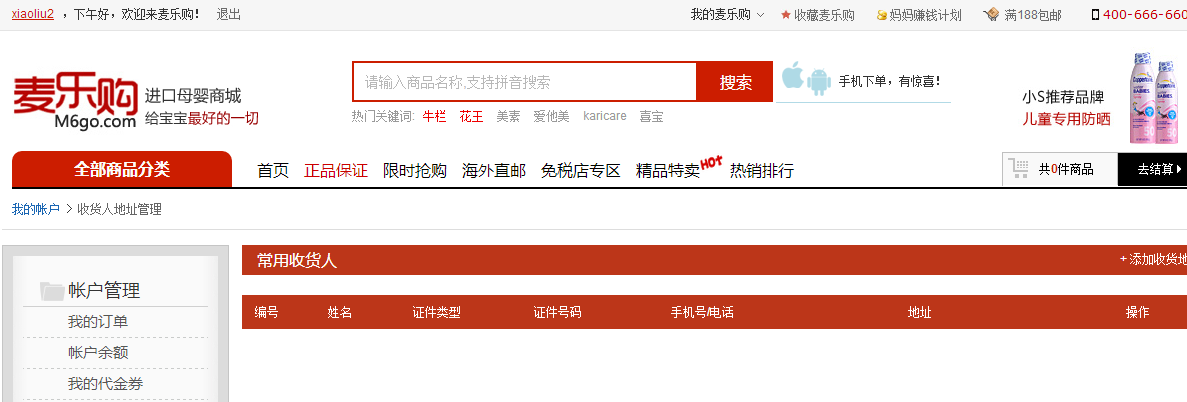 xiaoliu2 ，下午好，欢迎来麦乐购！ 退出 我的麦乐购 收藏麦乐购 妈妈赚钱计划 满188包邮 400-666-660
麦乐购 M6go.com
进口母婴商城
给宝宝最好的一切
请输入商品名称,支持拼音搜索 搜索
手机下单，有惊喜！
热门关键词: 牛栏 花王 美素 爱他美 karicare 喜宝
小S推荐品牌
儿童专用防晒
全部商品分类 首页 正品保证 限时抢购 海外直邮 免税店专区 精品特卖 HOT 热销排行
共0件商品 去结算
我的帐户 > 收货人地址管理
帐户管理
我的订单
帐户余额
我的代金券
常用收货人 + 添加收货地
编号 姓名 证件类型 证件号码 手机号/电话 地址 操作